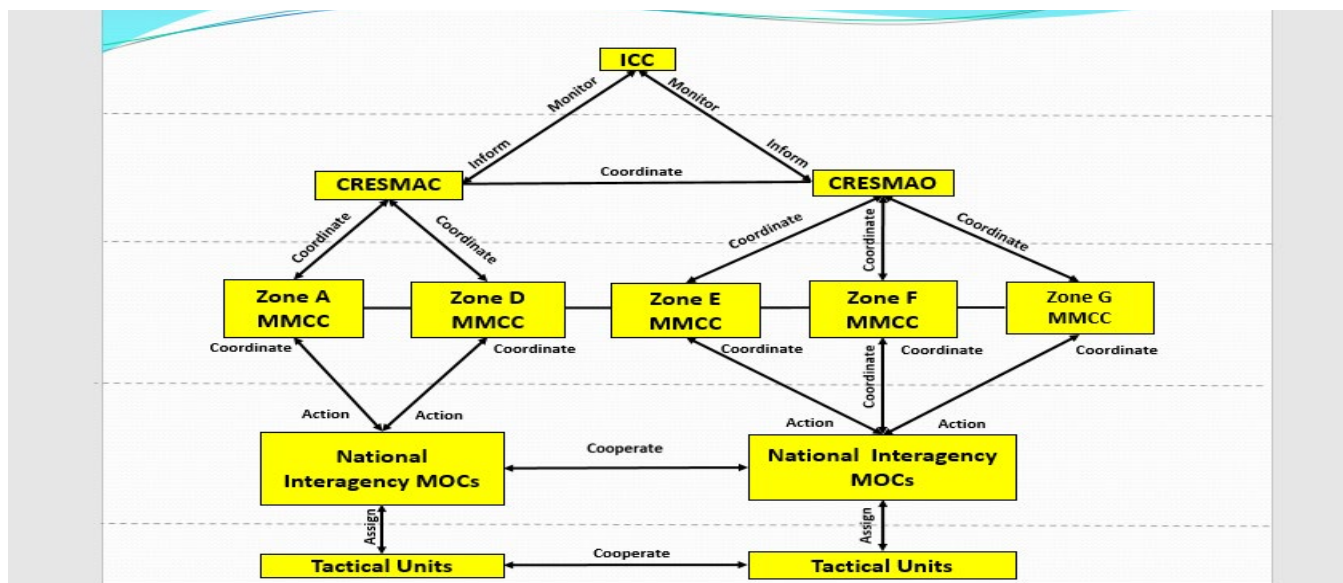 ICC
Monitor
Monitor
Inform
Inform
CRESMAC
Coordinate
CRESMAO
Coordinate
Coordinate
Coordinate
Coordinate
Coordinate
Zone A
MMCC
Zone D
MMCC
Zone E
MMCC
Zone F
MMCC
Zone G
MMCC
Coordinate
Coordinate
Coordinate
Coordinate
Coordinate
Coordinate
Action
Action
Action
Action
National
Interagency MOCs
Cooperate
National Interagency
MOCs
Assign
Assign
Tactical Units
Cooperate
Tactical Units